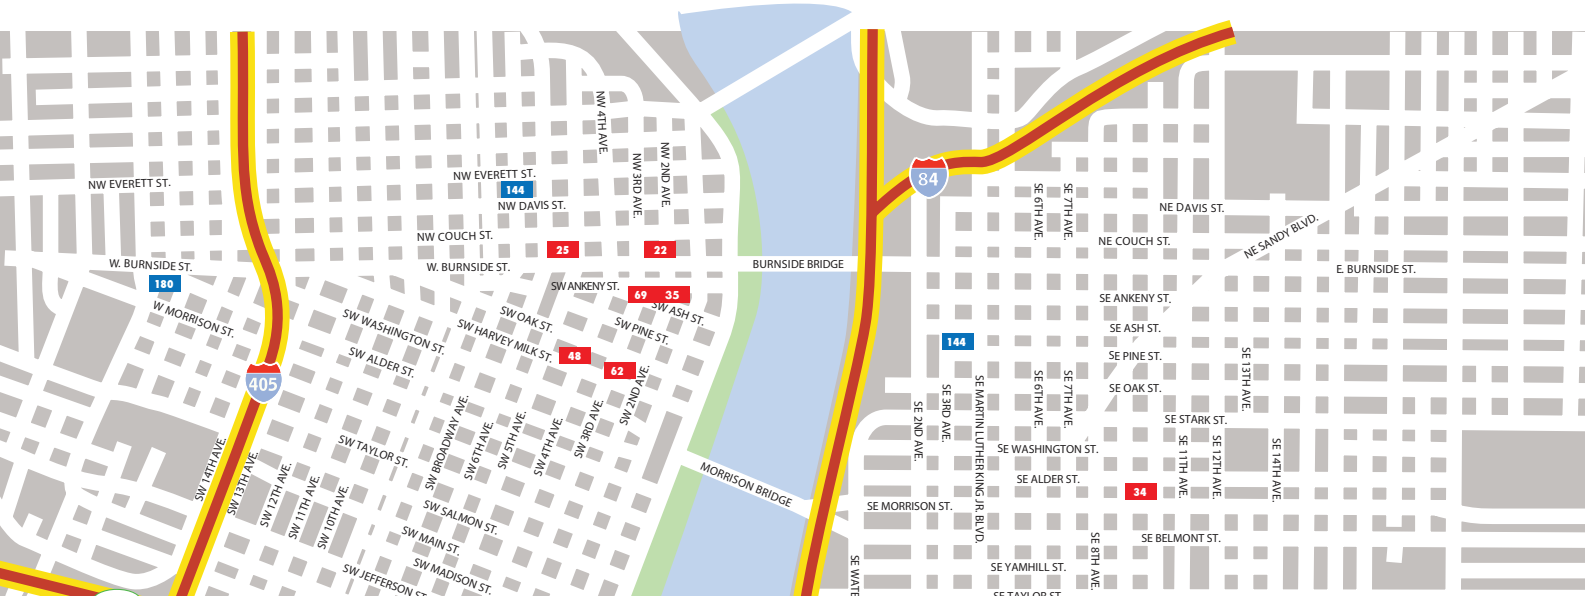 NW 4TH AVE.
NW 3RD AVE.
NW 2ND AVE.
NW EVERETT ST.
NW EVERETT ST.
144
NW DAVIS ST.
84
SE 6TH AVE.
SE 7TH AVE.
NE DAVIS ST.
NE SANDY BLVD.
NW COUCH ST.
25
22
NE COUCH ST.
W. BURNSIDE ST.
W. BURNSIDE ST.
BURNSIDE BRIDGE
E. BURNSIDE ST.
180
SW ANKENY ST.
69
35
SE ANKENY ST.
W MORRISON ST.
SW WASHINGTON ST.
SW OAK ST.
SW ASH ST.
SW PINE ST.
SW HARVEY MILK ST.
SE ASH ST.
144
48
SE PINE ST.
SW ALDER ST.
62
405
SE OAK ST.
SE 13TH AVE.
SW 2ND AVE.
SE 2ND AVE.
SE 3RD AVE.
SE MARTIN LUTHER KING JR. BLVD.
SE 6TH AVE.
SE 7TH AVE.
SE STARK ST.
SW BROADWAY AVE.
SW 6TH AVE.
SW 5TH AVE.
SW 4TH AVE.
SW 3RD AVE.
SW TAYLOR ST.
SE WASHINGTON ST.
SE 11TH AVE.
SE 12TH AVE.
SE 14TH AVE.
SW 14TH AVE.
SW 13TH AVE.
SW 12TH AVE.
SW 11TH AVE.
SW 10TH AVE.
MORRISON BRIDGE
SE ALDER ST.
34
SE MORRISON ST.
SW SALMON ST.
SW MAIN ST.
SE BELMONT ST.
SE 8TH AVE.
SW MADISON ST.
SW JEFFERSON ST.
SE WATE
SE YAMHILL ST.
SE TAYLOR ST.